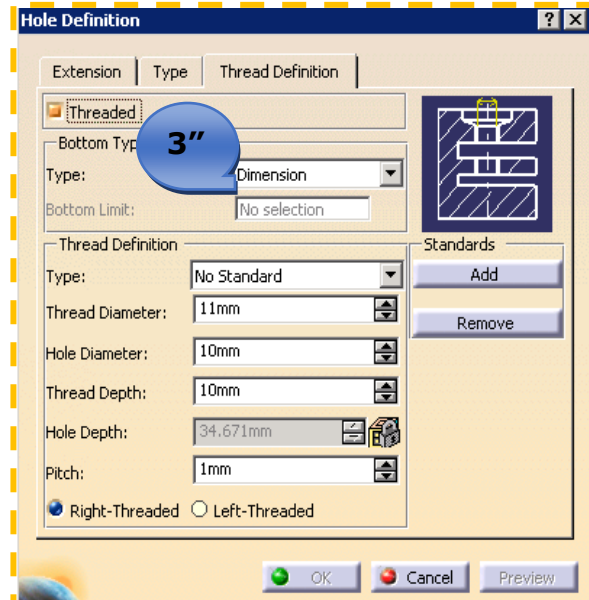 Hole Definition
Extension Type Thread Definition
Threaded
3”
Bottom Typ
Type: Dimension
Bottom Limit: No selection
Thread Definition
Standards
Type: No Standard
Add
Thread Diameter: 11mm
Remove
Hole Diameter: 10mm
Thread Depth: 10mm
Hole Depth: 34.671mm
Pitch: 1mm
Right-Threaded Left-Threaded
OK Cancel Preview